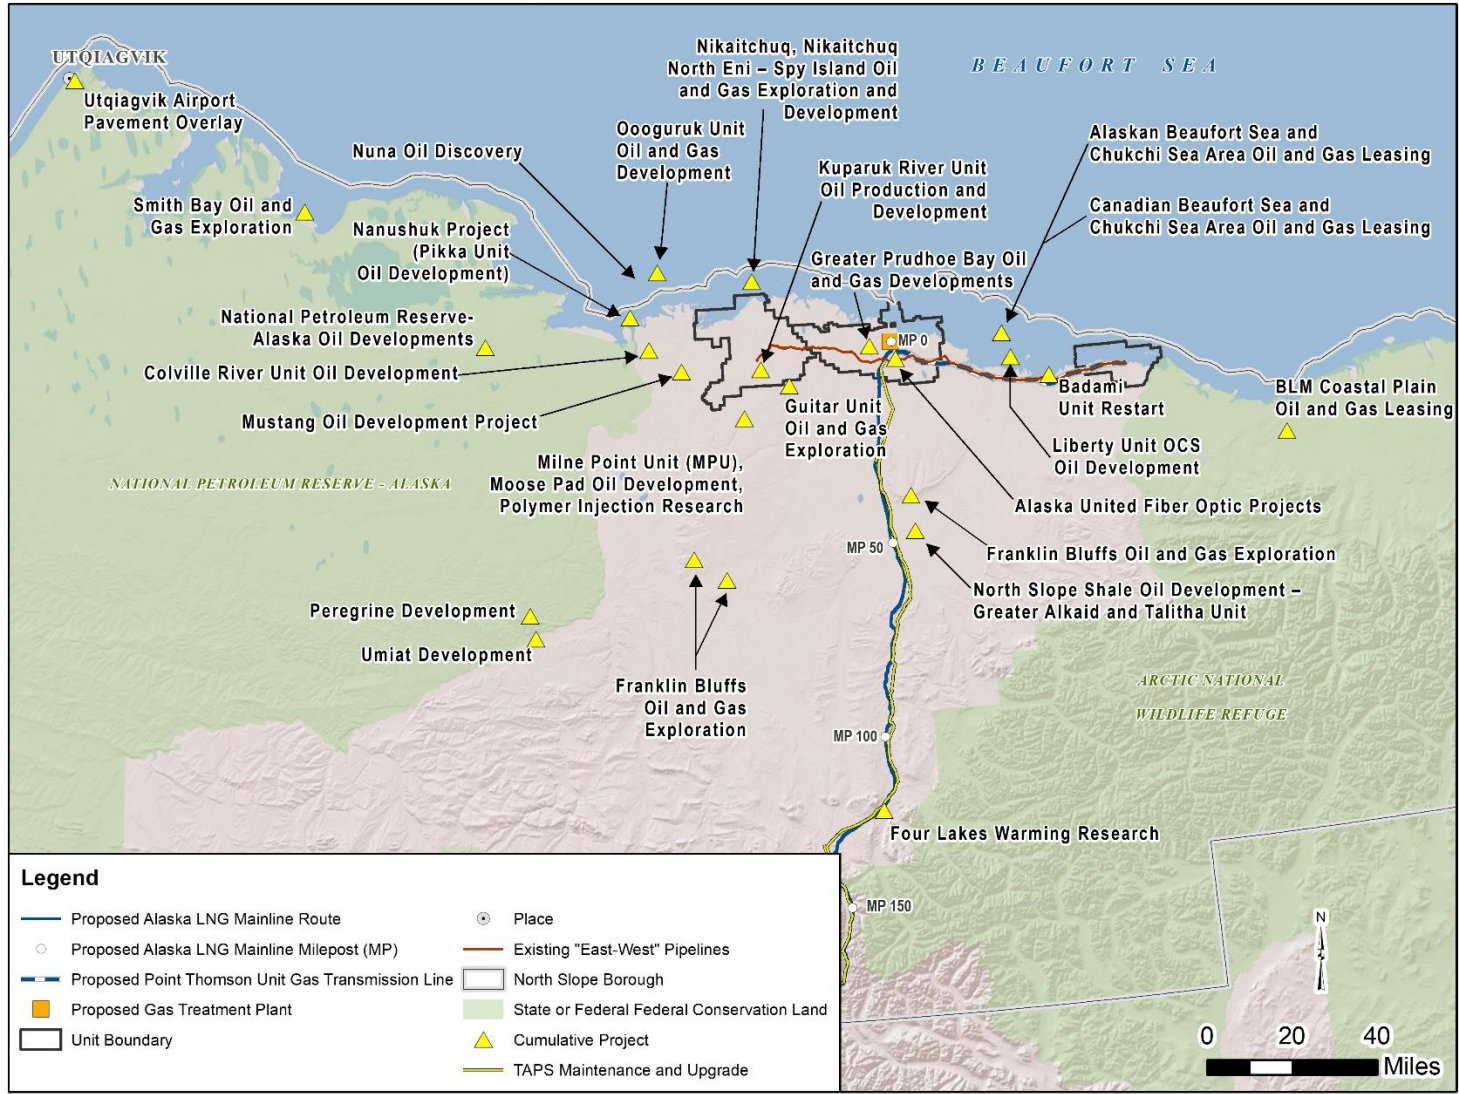 UTQIAGVIK
Utqiagvik Airport
Pavement Overlay
Smith Bay Oil and
Gas Exploration
Nuna Oil Discovery
Nanushuk Project
(Pikka Unit
Oil Development)
National Petroleum Reserve-
Alaska Oil Developments
Colville River Unit Oil Development
Mustang Oil Development Project
Oooguruk Unit
Oil and Gas
Development
Nikaitchuq, Nikaitchuq
North Eni – Spy Island Oil
and Gas Exploration and
Development
Kuparuk River Unit
Oil Production and
Development
Greater Prudhoe Bay Oil
and Gas Developments
BEAUFORT SEA
Alaskan Beaufort Sea and
Chukchi Sea Area Oil and Gas Leasing
Canadian Beaufort Sea and
Chukchi Sea Area Oil and Gas Leasing
MP 0
Badami
Unit Restart
BLM Coastal Plain
Oil and Gas Leasing
Guitar Unit
Oil and Gas
Exploration
Liberty Unit OCS
Oil Development
Milne Point Unit (MPU),
Moose Pad Oil Development,
Polymer Injection Research
NATIONAL PETROLEUM RESERVE - ALASKA
Alaska United Fiber Optic Projects
MP 50
Franklin Bluffs Oil and Gas Exploration
North Slope Shale Oil Development –
Greater Alkaid and Talitha Unit
Peregrine Development
Umiat Development
Franklin Bluffs
Oil and Gas
Exploration
ARCTIC NATIONAL
WILDLIFE REFUGE
MP 100
Four Lakes Warming Research
MP 150
Legend
Proposed Alaska LNG Mainline Route
Proposed Alaska LNG Mainline Milepost (MP)
Proposed Point Thomson Unit Gas Transmission Line
Proposed Gas Treatment Plant
Unit Boundary
Place
Existing "East-West" Pipelines
North Slope Borough
State or Federal Federal Conservation Land
Cumulative Project
TAPS Maintenance and Upgrade
N
0 20 40
Miles